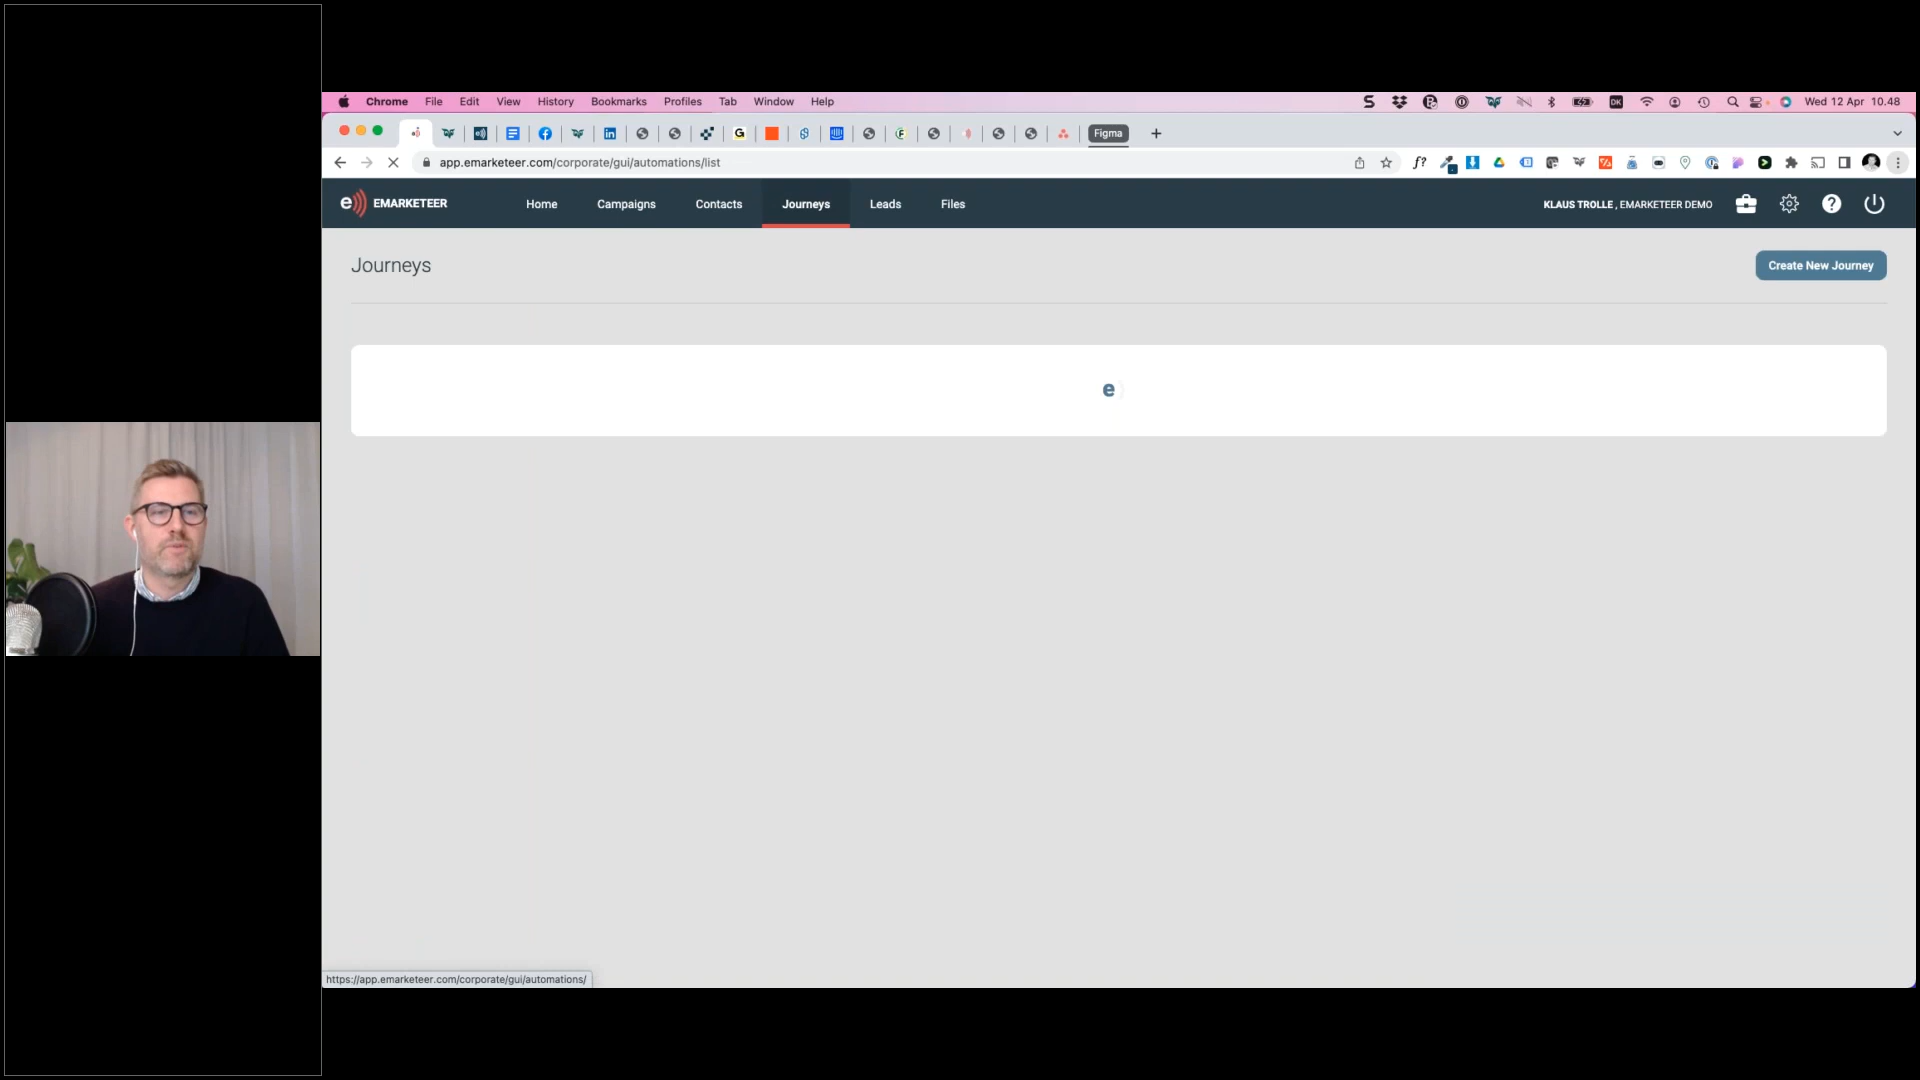 Chrome File Edit View History Bookmarks Profiles Tab Window Help Wed 12 Apr 10.48
Figma
app.emarketeer.com/corporate/gui/automations/list
e EMARKETEER Home Campaigns Contacts Journeys Leads Files KLAUS TROLLE , EMARKETEER DEMO
Journeys Create New Journey
e
https://app.emarketeer.com/corporate/gui/automations/